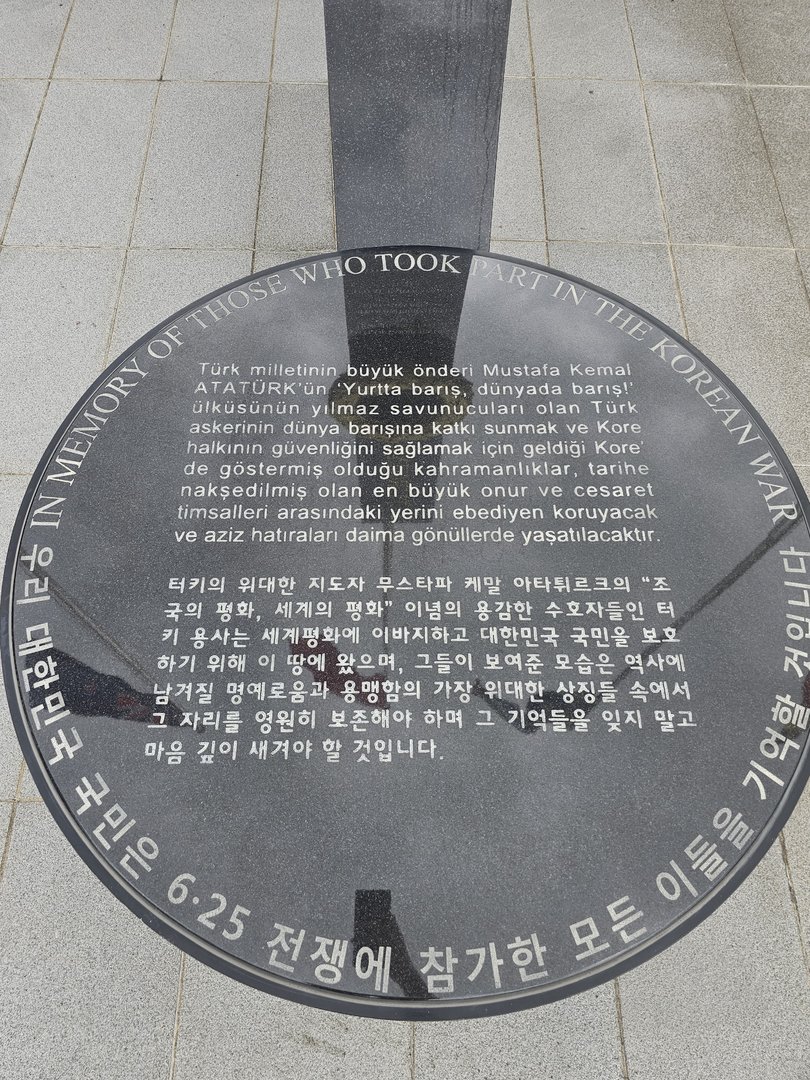 IN MEMORY OF THOSE WHO TOOK PART IN THE KOREAN WAR
Türk milletinin büyük önderi Mustafa Kemal
ATATÜRK'ün 'Yurtta barış, dünyada barış!'
ülküsünün yılmaz savunucuları olan Türk
askerinin dünya barışına katkı sunmak ve Kore
halkının güvenliğini sağlamak için geldiği Kore'
de göstermiş olduğu kahramanlıklar, tarihe
nakşedilmiş olan en büyük onur ve cesaret
timsalleri arasındaki yerini ebediyen koruyacak
ve aziz hatıraları daima gönüllerde yaşatılacaktır.
터키의 위대한 지도자 무스타파 케말 아타튀르크의 “조
국의 평화, 세계의 평화” 이념의 용감한 수호자들인 터
키 용사는 세계평화에 이바지하고 대한민국 국민을 보호
하기 위해 이 땅에 왔으며, 그들이 보여준 모습은 역사에
남겨질 명예로움과 용맹함의 가장 위대한 상징들 속에서
그 자리를 영원히 보존해야 하며 그 기억들을 잊지 말고
마음 깊이 새겨야 할 것입니다.
우리 대한민국 국민은 6·25 전쟁에 참가한 모든 이들을 기억할 것입니다